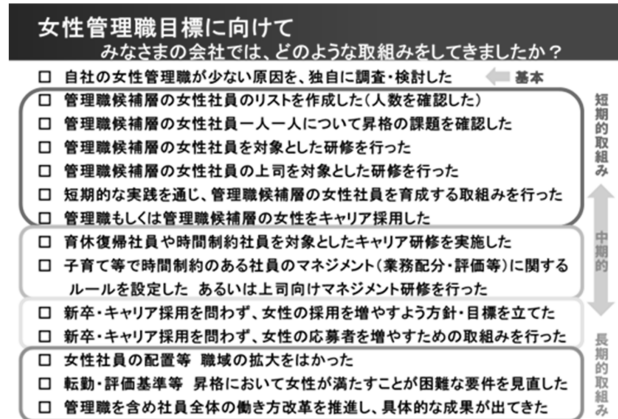 女性管理職目標に向けて
みなさまの会社では、どのような取組みをしてきましたか？
□ 自社の女性管理職が少ない原因を、独自に調査・検討した
基本
□ 管理職候補層の女性社員のリストを作成した（人数を確認した）
□ 管理職候補層の女性社員一人一人について昇格の課題を確認した
□ 管理職候補層の女性社員を対象とした研修を行った
□ 管理職候補層の女性社員の上司を対象とした研修を行った
□ 短期的な実践を通じ、管理職候補層の女性社員を育成する取組みを行った
□ 管理職もしくは管理職候補層の女性をキャリア採用した
短期的取組み
□ 育休復帰社員や時間制約社員を対象としたキャリア研修を実施した
□ 子育て等で時間制約のある社員のマネジメント（業務配分・評価等）に関する
ルールを設定した あるいは上司向けマネジメント研修を行った
中期的
□ 新卒・キャリア採用を問わず、女性の採用を増やすよう方針・目標を立てた
□ 新卒・キャリア採用を問わず、女性の応募者を増やすための取組みを行った
□ 女性社員の配置等 職域の拡大をはかった
□ 転勤・評価基準等 昇格において女性が満たすことが困難な要件を見直した
□ 管理職を含め社員全体の働き方改革を推進し、具体的な成果が出てきた
長期的取組み